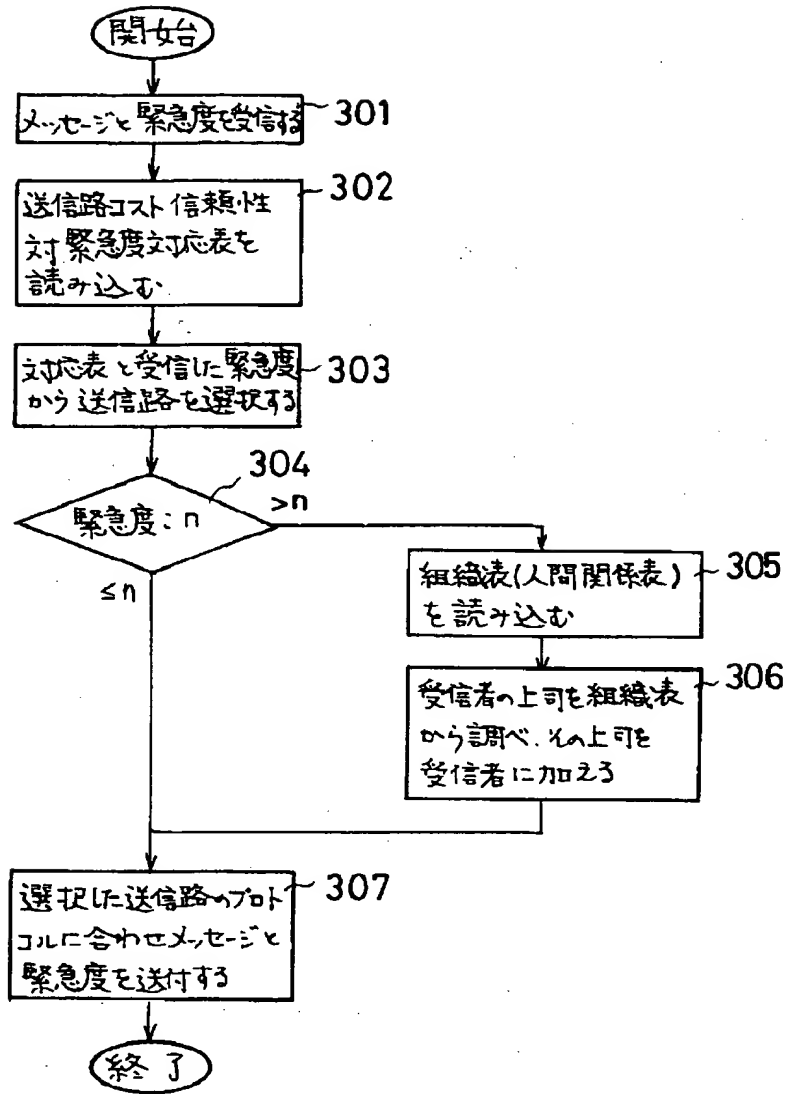 開始
メッセージと緊急度を受信する
301
送信路コスト信頼性
対緊急度対応表を
読み込む
302
対応表と受信した緊急度
から送信路を選択する
303
304
緊急度:n
>n
≤n
組織表(人間関係表)
を読み込む
305
受信者の上司を組織表
から調べ、その上司を
受信者に加える
306
選択した送信路のプロト
コルに合わせメッセージと
緊急度を送付する
307
終了